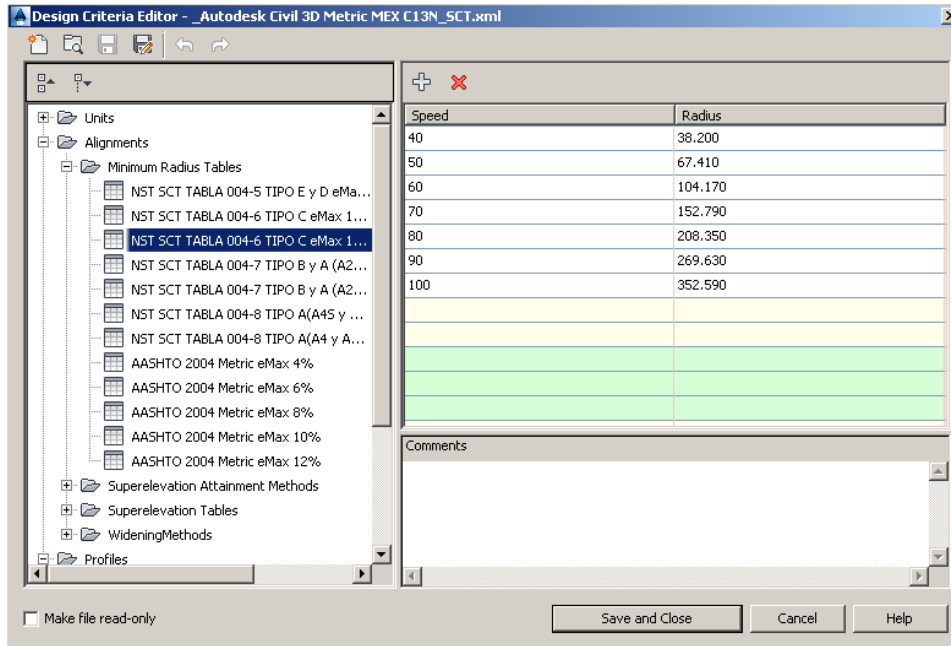 Design Criteria Editor - _Autodesk Civil 3D Metric MEX C13N_SCT.xml
Units
Alignments
Minimum Radius Tables
NST SCT TABLA 004-5 TIPO E y D eMa...
NST SCT TABLA 004-6 TIPO C eMax 1...
NST SCT TABLA 004-6 TIPO C eMax 1...
NST SCT TABLA 004-7 TIPO B y A (A2...
NST SCT TABLA 004-7 TIPO B y A (A2...
NST SCT TABLA 004-8 TIPO A(A4S y ...
NST SCT TABLA 004-8 TIPO A(A4 y A...
AASHTO 2004 Metric eMax 4%
AASHTO 2004 Metric eMax 6%
AASHTO 2004 Metric eMax 8%
AASHTO 2004 Metric eMax 10%
AASHTO 2004 Metric eMax 12%
Superelevation Attainment Methods
Superelevation Tables
WideningMethods
Profiles
Speed Radius
40 38.200
50 67.410
60 104.170
70 152.790
80 208.350
90 269.630
100 352.590
Comments
Make file read-only
Save and Close
Cancel
Help